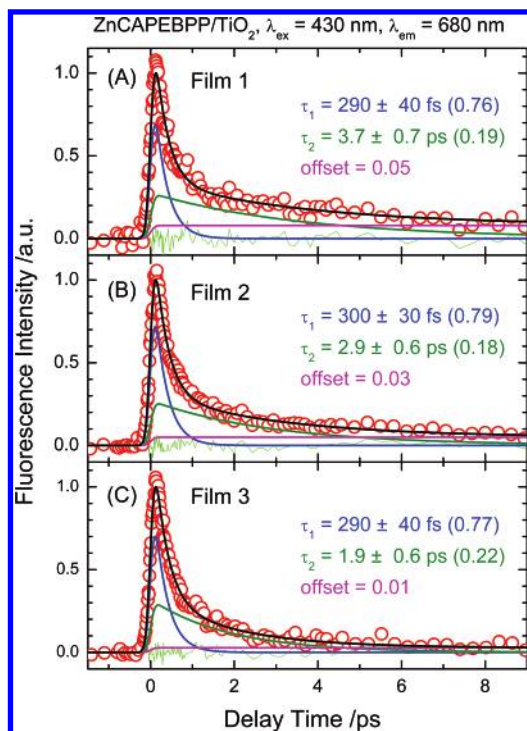 ZnCAPEBPP/TiO₂, λ_ex = 430 nm, λ_em = 680 nm
(A) Film 1
τ₁ = 290 ± 40 fs (0.76)
τ₂ = 3.7 ± 0.7 ps (0.19)
offset = 0.05
1.0
0.5
0.0
(B) Film 2
τ₁ = 300 ± 30 fs (0.79)
τ₂ = 2.9 ± 0.6 ps (0.18)
offset = 0.03
1.0
0.5
0.0
(C) Film 3
τ₁ = 290 ± 40 fs (0.77)
τ₂ = 1.9 ± 0.6 ps (0.22)
offset = 0.01
1.0
0.5
0.0
Fluorescence Intensity /a.u.
0 2 4 6 8
Delay Time /ps